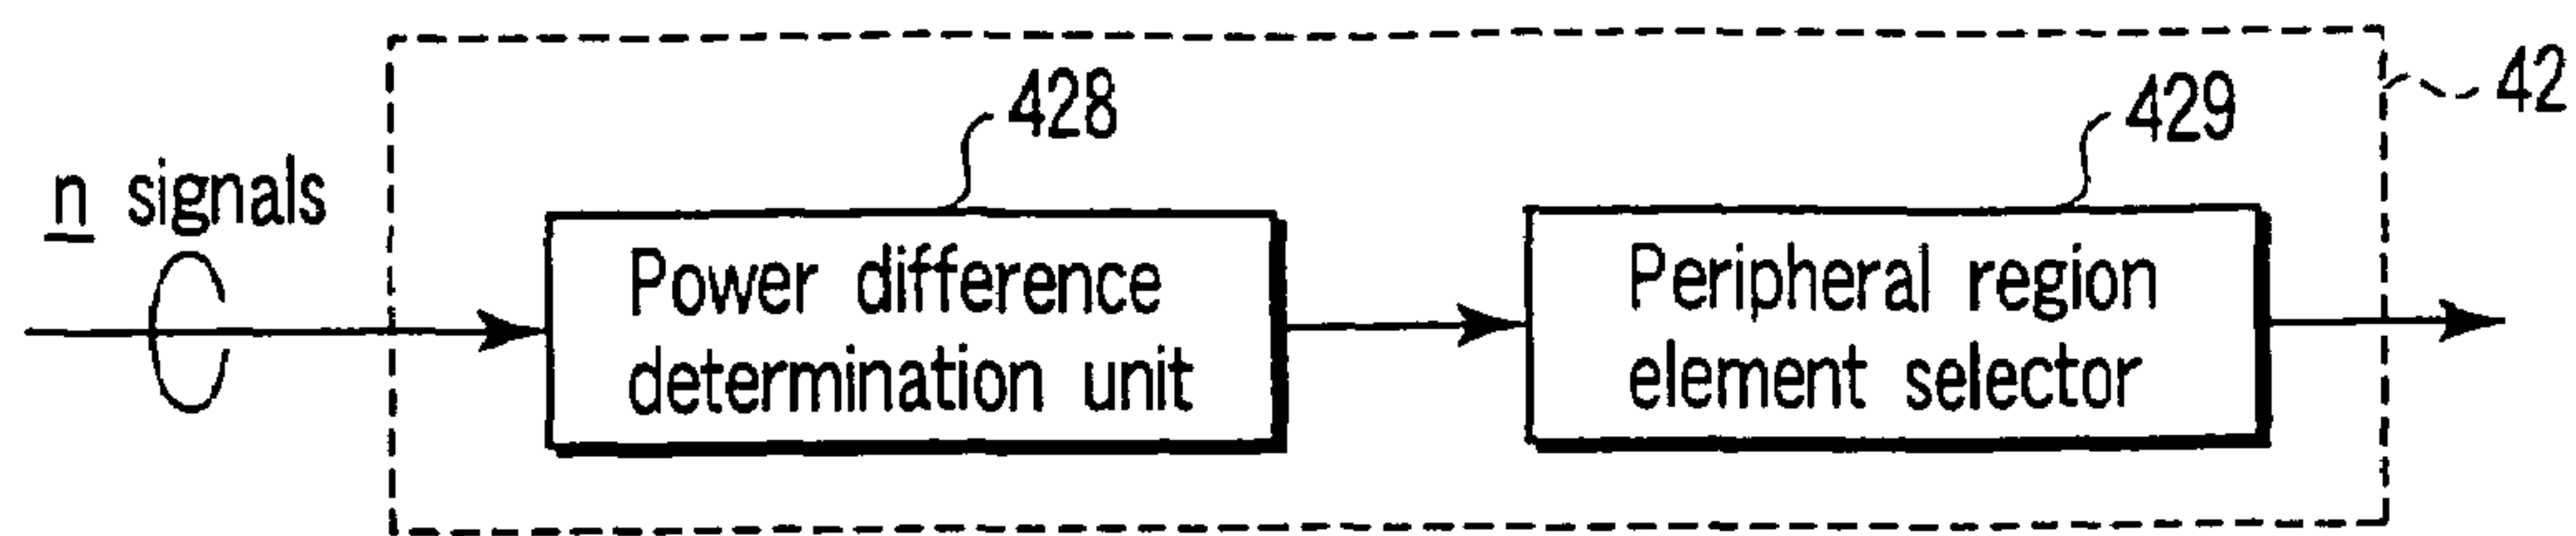 42
428
429
n signals
Power difference
determination unit
Peripheral region
element selector